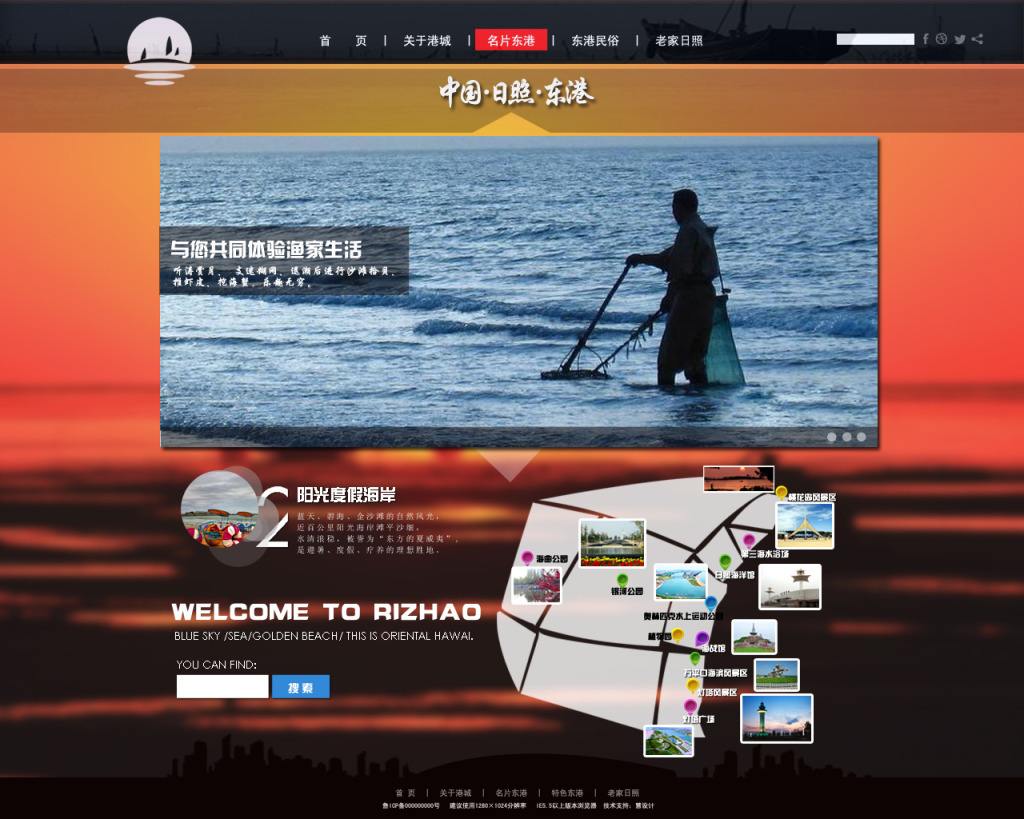 首 页 | 关于港城 | 名片东港 | 东港民俗 | 老家日照
中国·日照·东港
与您共同体验渔家生活
听涛赏月、支迷糊网、退潮后进行沙滩拾贝、
推虾皮、挖海蟹，乐趣无穷。
2
阳光度假海岸
蓝天、碧海、金沙滩的自然风光，
近百公里阳光海岸滩平沙细，
水清浪稳，被誉为“东方的夏威夷”，
是避暑、度假、疗养的理想胜地。
桃花岛风景区
第三海水浴场
海曲公园
日照海洋馆
银河公园
奥林匹克水上运动公园
植物园
海战馆
万平口海滨风景区
灯塔风景区
灯塔广场
WELCOME TO RIZHAO
BLUE SKY /SEA/GOLDEN BEACH/ THIS IS ORIENTAL HAWAI.
YOU CAN FIND:
搜 索
首 页 | 关于港城 | 名片东港 | 特色东港 | 老家日照
鲁ICP备000000000号 建议使用1280×1024分辨率 IE5.5以上版本浏览器 技术支持：慧设计